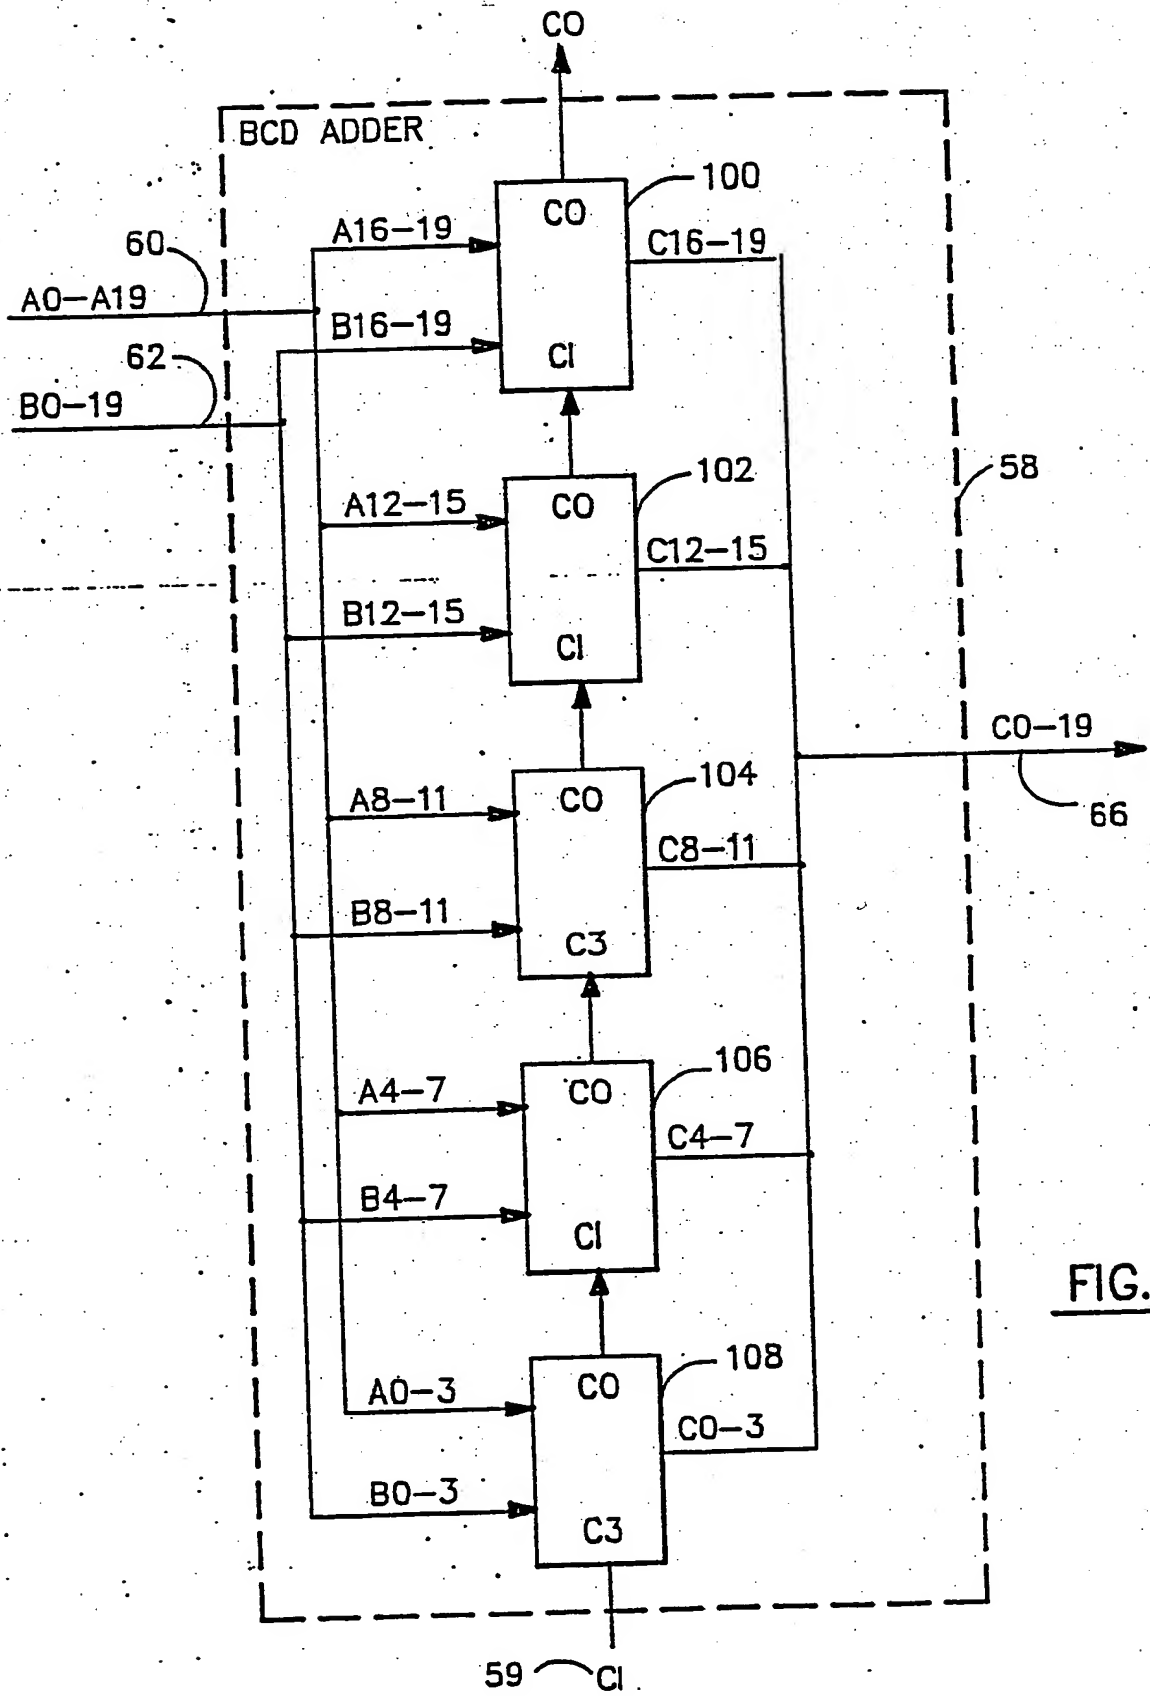 CO
BCD ADDER
100
CO
A16-19
C16-19
60
A0-A19
B16-19
62
CI
B0-19
102
58
A12-15
CO
C12-15
B12-15
CI
C0-19
104
A8-11
CO
66
C8-11
B8-11
C3
106
A4-7
CO
C4-7
B4-7
CI
FIG.
108
A0-3
CO
C0-3
B0-3
C3
59
CI